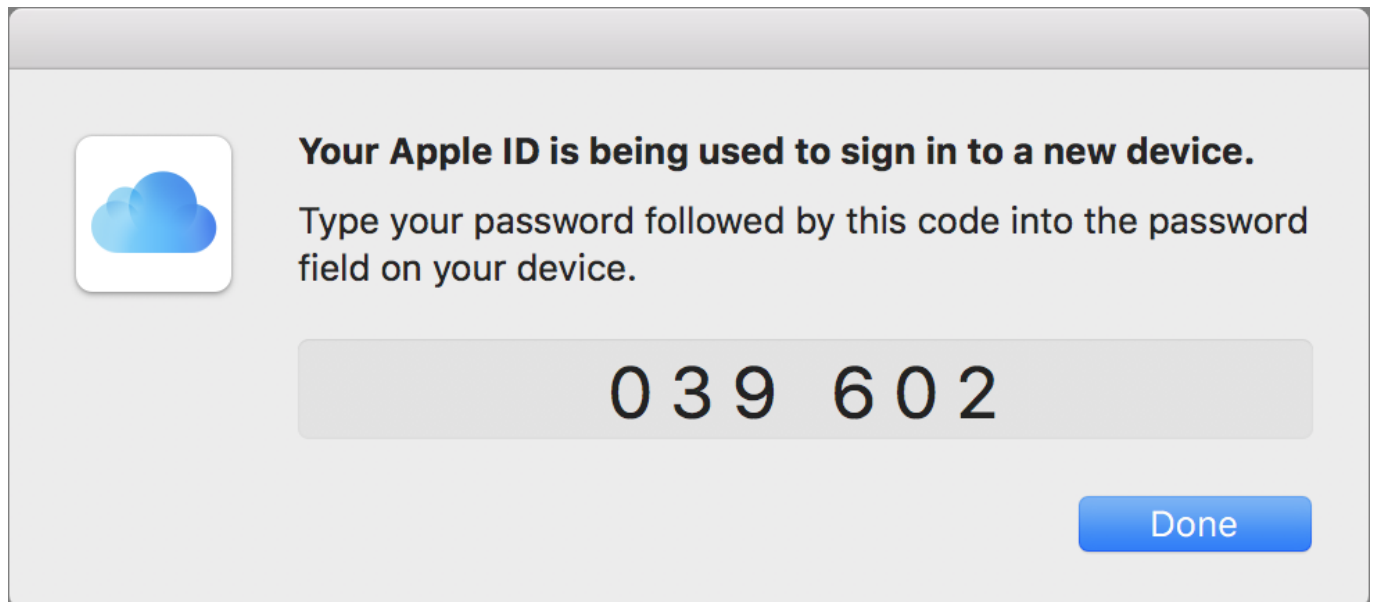 Your Apple ID is being used to sign in to a new device.
Type your password followed by this code into the password
field on your device.
039 602
Done